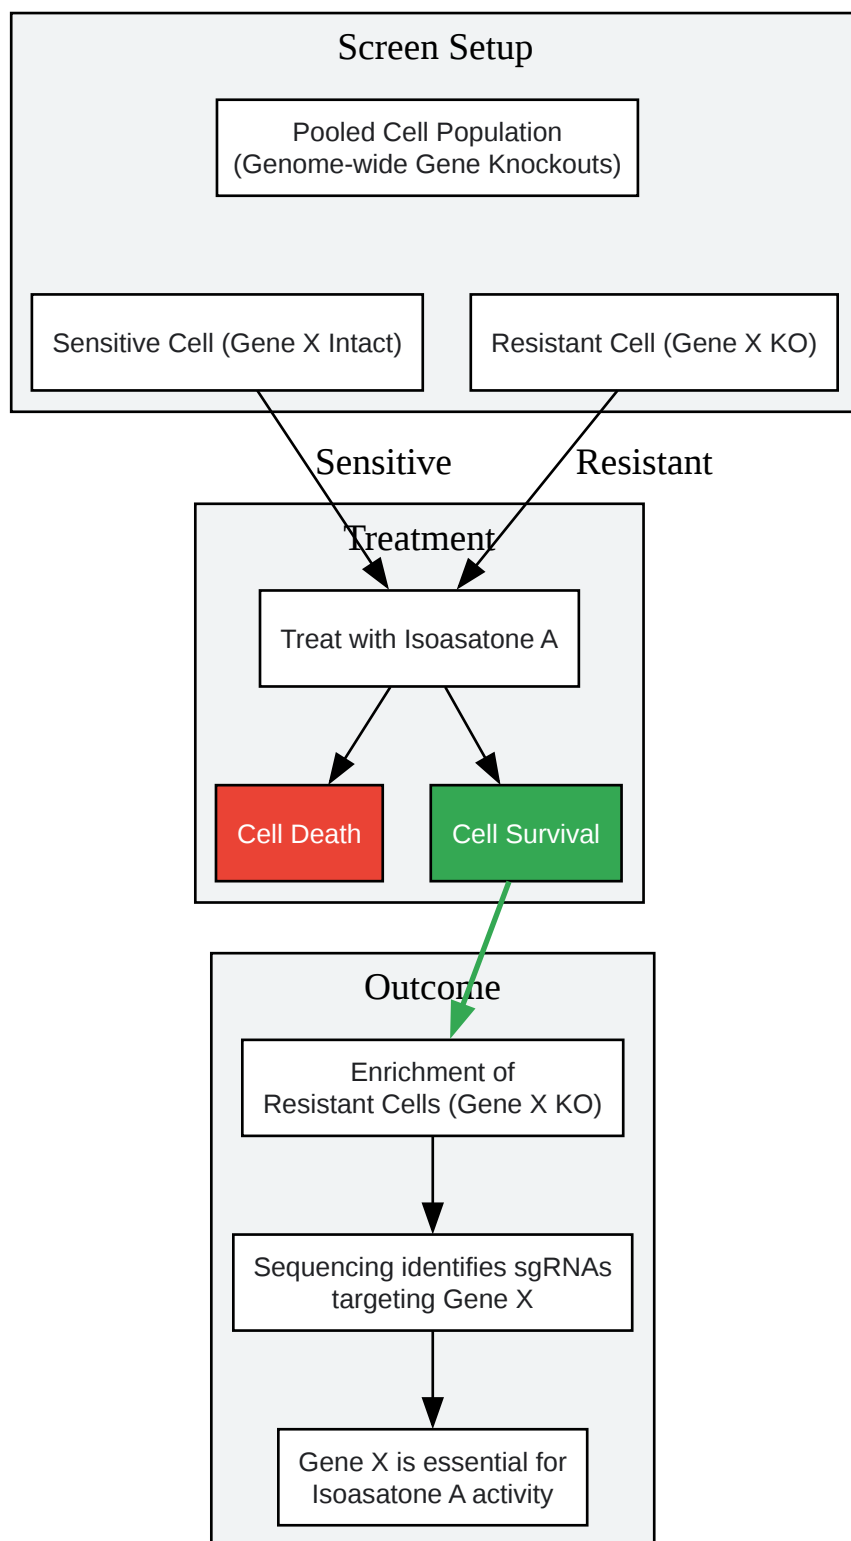 Screen Setup
Pooled Cell Population
(Genome-wide Gene Knockouts)
Sensitive Cell (Gene X Intact)
Resistant Cell (Gene X KO)
Sensitive
Resistant
Treatment
Treat with Isoasatone A
Cell Death
Cell Survival
Outcome
Enrichment of
Resistant Cells (Gene X KO)
Sequencing identifies sgRNAs
targeting Gene X
Gene X is essential for
Isoasatone A activity